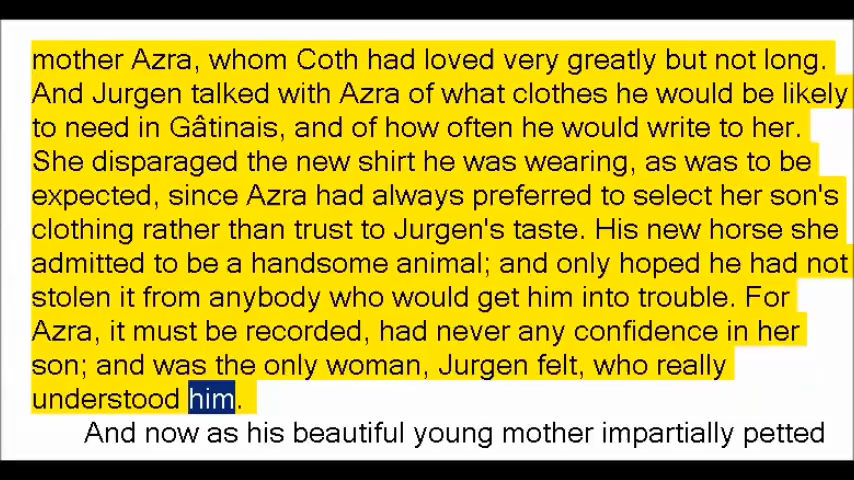 mother Azra, whom Coth had loved very greatly but not long.
And Jurgen talked with Azra of what clothes he would be likely
to need in Gâtinais, and of how often he would write to her.
She disparaged the new shirt he was wearing, as was to be
expected, since Azra had always preferred to select her son's
clothing rather than trust to Jurgen's taste. His new horse she
admitted to be a handsome animal; and only hoped he had not
stolen it from anybody who would get him into trouble. For
Azra, it must be recorded, had never any confidence in her
son; and was the only woman, Jurgen felt, who really
understood him.
And now as his beautiful young mother impartially petted